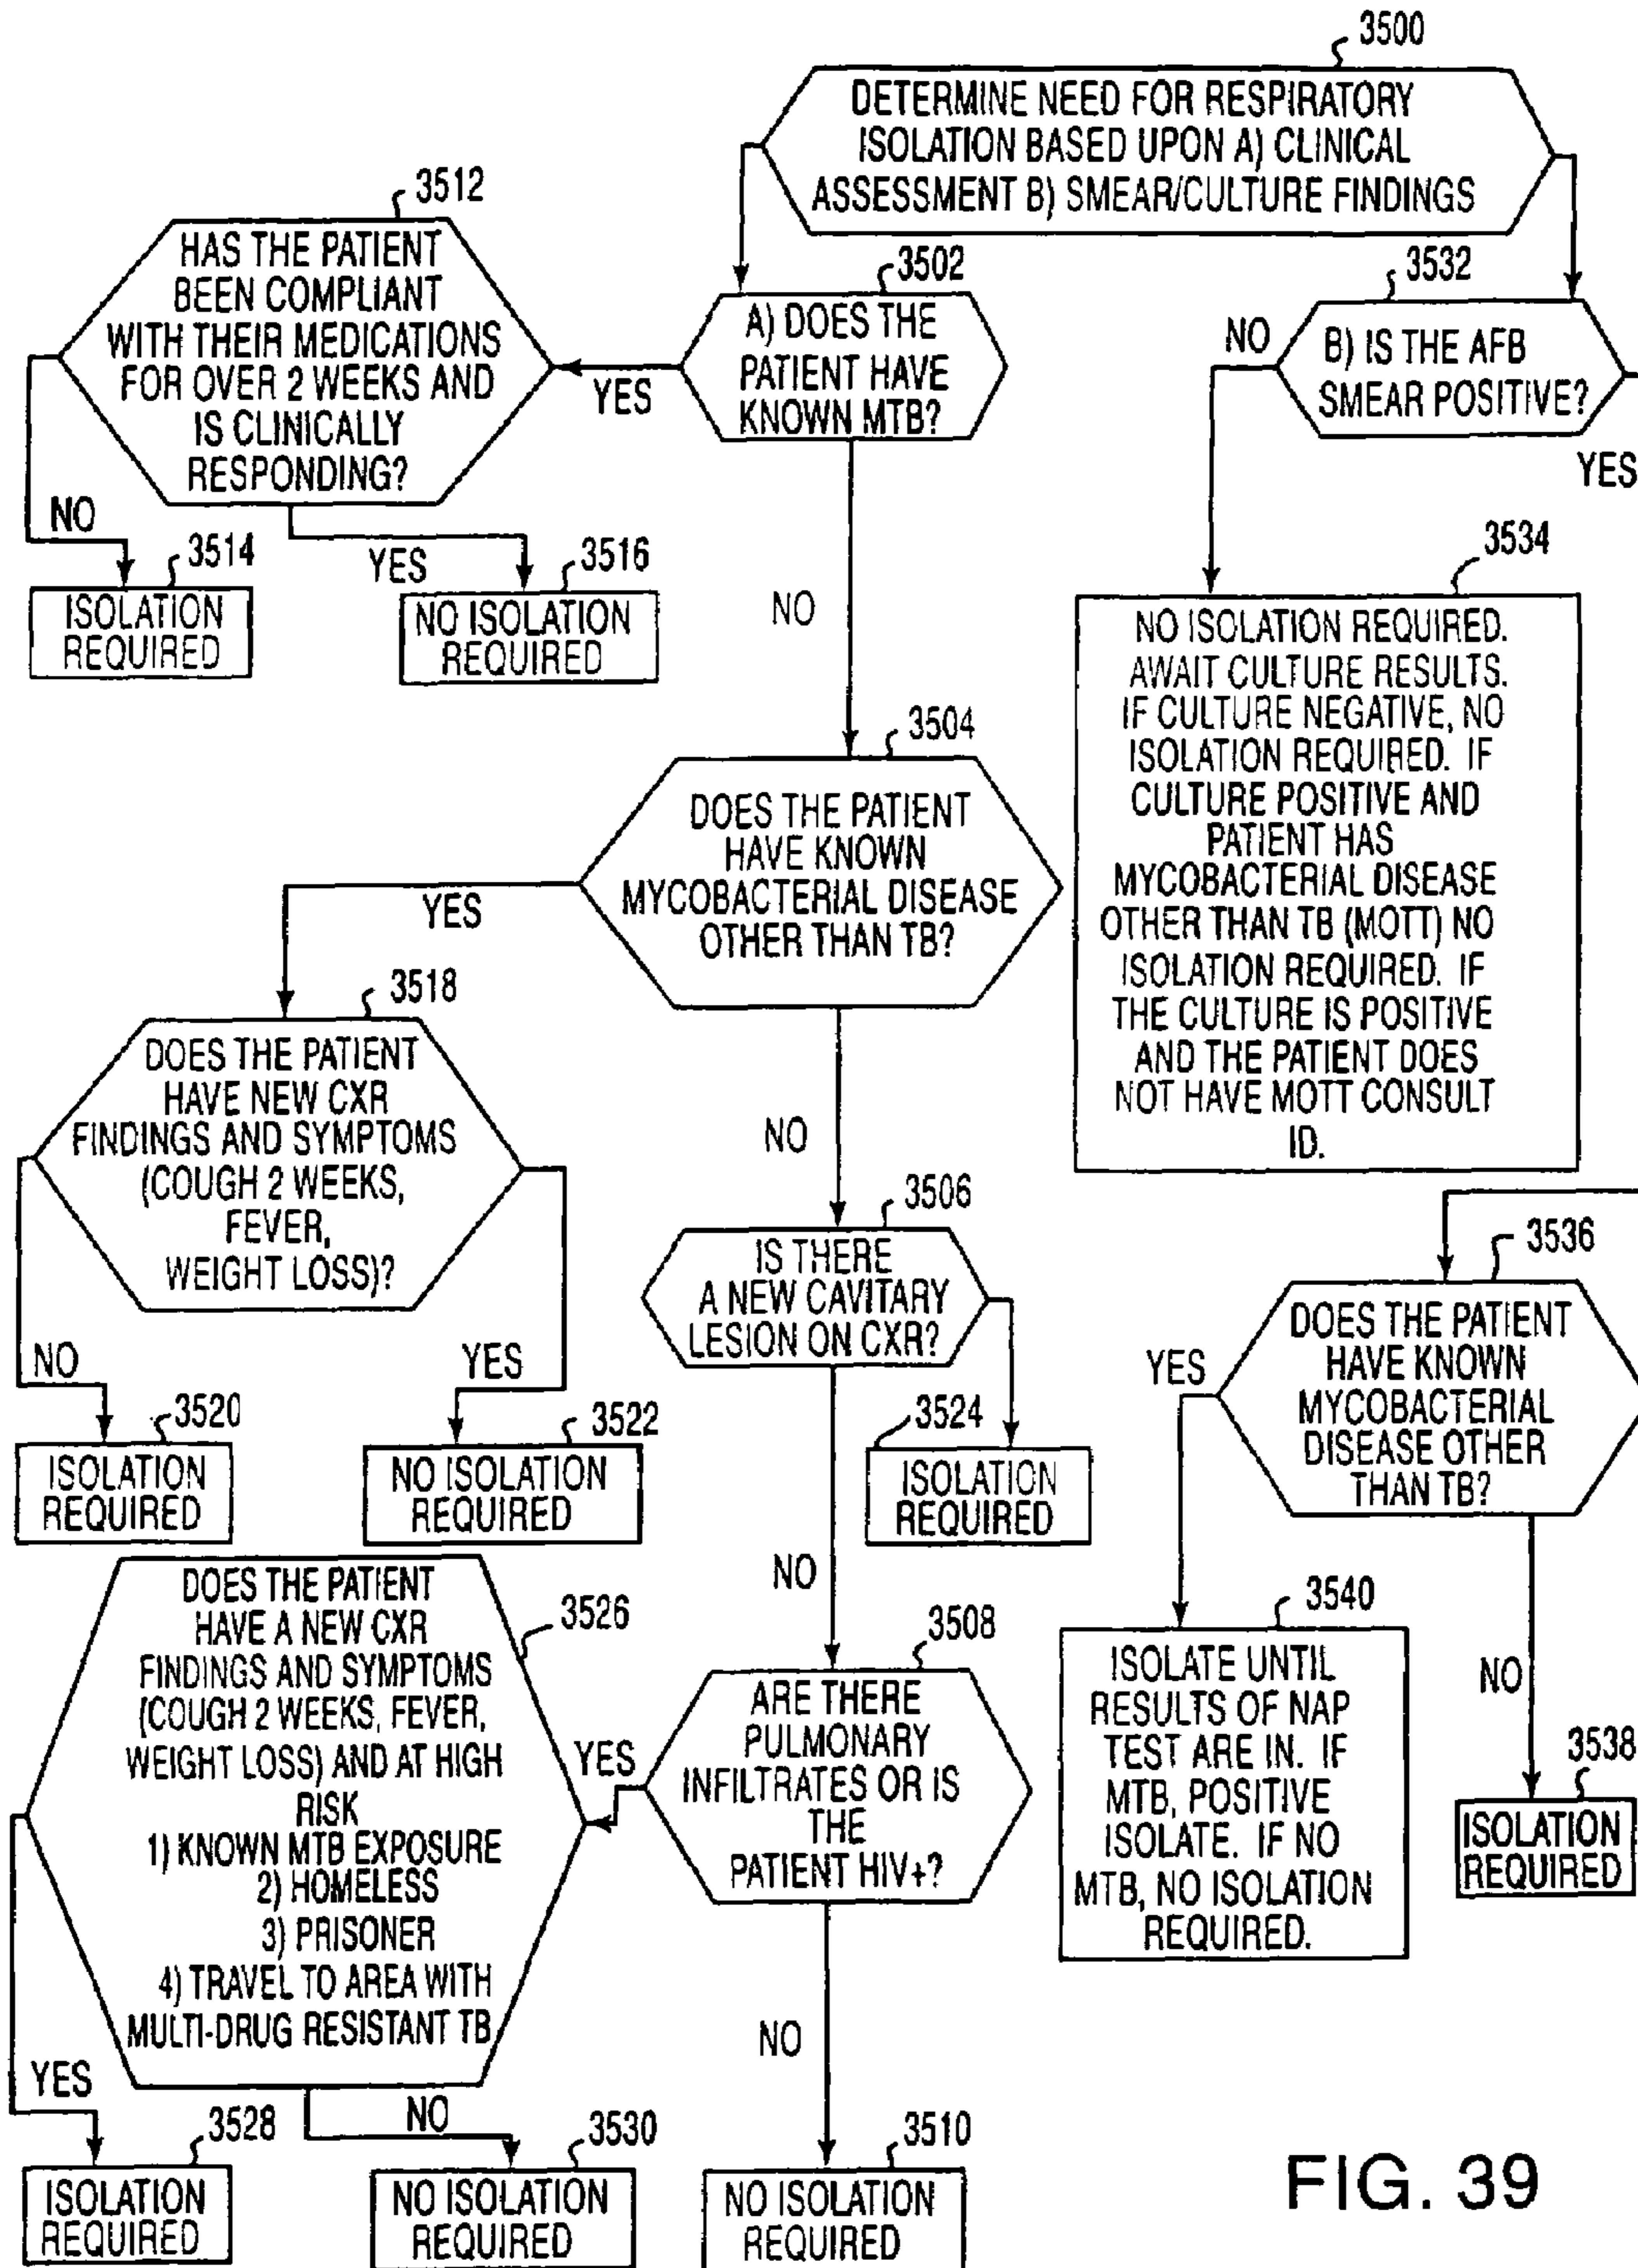 3500
DETERMINE NEED FOR RESPIRATORY
ISOLATION BASED UPON A) CLINICAL
ASSESSMENT B) SMEAR/CULTURE FINDINGS
3512
HAS THE PATIENT
BEEN COMPLIANT
WITH THEIR MEDICATIONS
FOR OVER 2 WEEKS AND
IS CLINICALLY
RESPONDING?
3502
A) DOES THE
PATIENT HAVE
KNOWN MTB?
YES
3532
B) IS THE AFB
SMEAR POSITIVE?
NO
YES
NO
3514
ISOLATION
REQUIRED
YES
3516
NO ISOLATION
REQUIRED
NO
3534
NO ISOLATION REQUIRED.
AWAIT CULTURE RESULTS.
IF CULTURE NEGATIVE, NO
ISOLATION REQUIRED. IF
CULTURE POSITIVE AND
PATIENT HAS
MYCOBACTERIAL DISEASE
OTHER THAN TB (MOTT) NO
ISOLATION REQUIRED. IF
THE CULTURE IS POSITIVE
AND THE PATIENT DOES
NOT HAVE MOTT CONSULT
ID.
3504
DOES THE PATIENT
HAVE KNOWN
MYCOBACTERIAL DISEASE
OTHER THAN TB?
YES
3518
DOES THE PATIENT
HAVE NEW CXR
FINDINGS AND SYMPTOMS
(COUGH 2 WEEKS,
FEVER,
WEIGHT LOSS)?
NO
3506
IS THERE
A NEW CAVITARY
LESION ON CXR?
3536
DOES THE PATIENT
HAVE KNOWN
MYCOBACTERIAL
DISEASE OTHER
THAN TB?
YES
NO
3520
ISOLATION
REQUIRED
YES
3522
NO ISOLATION
REQUIRED
3524
ISOLATION
REQUIRED
NO
3526
DOES THE PATIENT
HAVE A NEW CXR
FINDINGS AND SYMPTOMS
(COUGH 2 WEEKS, FEVER,
WEIGHT LOSS) AND AT HIGH
RISK
1) KNOWN MTB EXPOSURE
2) HOMELESS
3) PRISONER
4) TRAVEL TO AREA WITH
MULTI-DRUG RESISTANT TB
YES
3508
ARE THERE
PULMONARY
INFILTRATES OR IS
THE
PATIENT HIV+?
3540
ISOLATE UNTIL
RESULTS OF NAP
TEST ARE IN. IF
MTB, POSITIVE
ISOLATE. IF NO
MTB, NO ISOLATION
REQUIRED.
NO
3538
ISOLATION
REQUIRED
YES
3528
ISOLATION
REQUIRED
NO
3530
NO ISOLATION
REQUIRED
NO
3510
NO ISOLATION
REQUIRED
FIG. 39